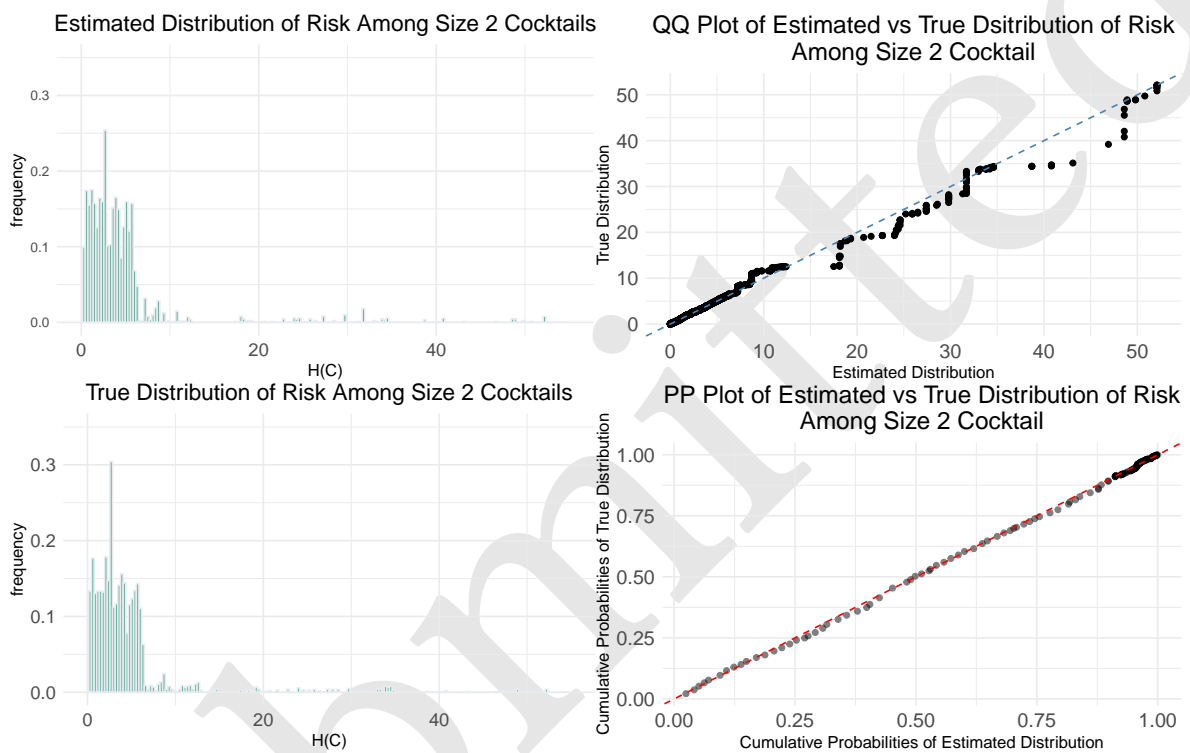 Estimated Distribution of Risk Among Size 2 Cocktails
0.3
0.2
0.1
0.0
frequency
0
20
40
H(C)
QQ Plot of Estimated vs True Dsitribution of Risk
Among Size 2 Cocktail
50
40
30
20
10
0
True Distribution
0
10
20
30
40
50
Estimated Distribution
True Distribution of Risk Among Size 2 Cocktails
0.3
0.2
0.1
0.0
frequency
0
20
40
H(C)
PP Plot of Estimated vs True Distribution of Risk
Among Size 2 Cocktail
1.00
0.75
0.50
0.25
0.00
Cumulative Probabilities of True Distribution
0.00
0.25
0.50
0.75
1.00
Cumulative Probabilities of Estimated Distribution